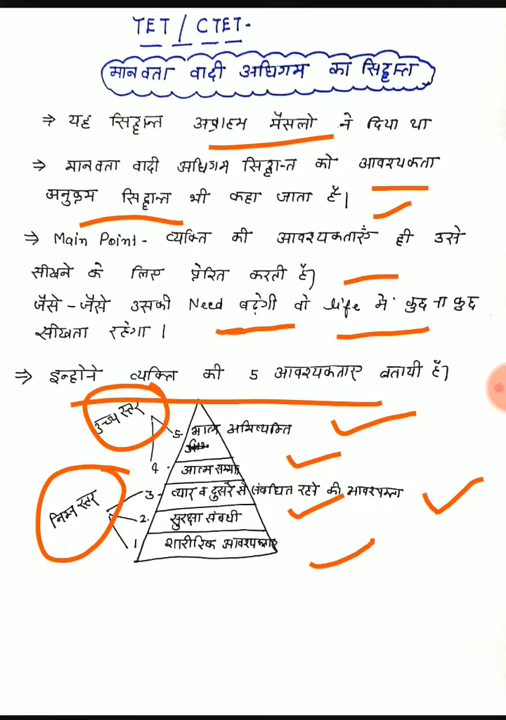 TET / CTET-
मानवता वादी अधिगम का सिद्धान्त
⇒ यह सिद्धान्त अब्राहम मैसलो ने दिया था
⇒ मानवता वादी अधिगम सिद्धान्त को आवश्यकता
अनुक्रम सिद्धान्त भी कहा जाता है।
⇒ Main Point- व्यक्ति की आवश्यकताएं ही उसे
सीखने के लिए प्रेरित करती है।
जैसे-जैसे उसकी Need बढ़ेगी वो life में कुछ ना कुछ
सीखता रहेगा।
⇒ इन्होने व्यक्ति की 5 आवश्यकताए बतायी है।
उच्च स्तर
5. आत्म अभिव्यक्ति
4. आत्म सम्मान
निम्न स्तर
3. प्यार व दुसरे से संबंधित रहने की आवश्यकता
2. सुरक्षा संबंधी
1 शारीरिक आवश्यकताए